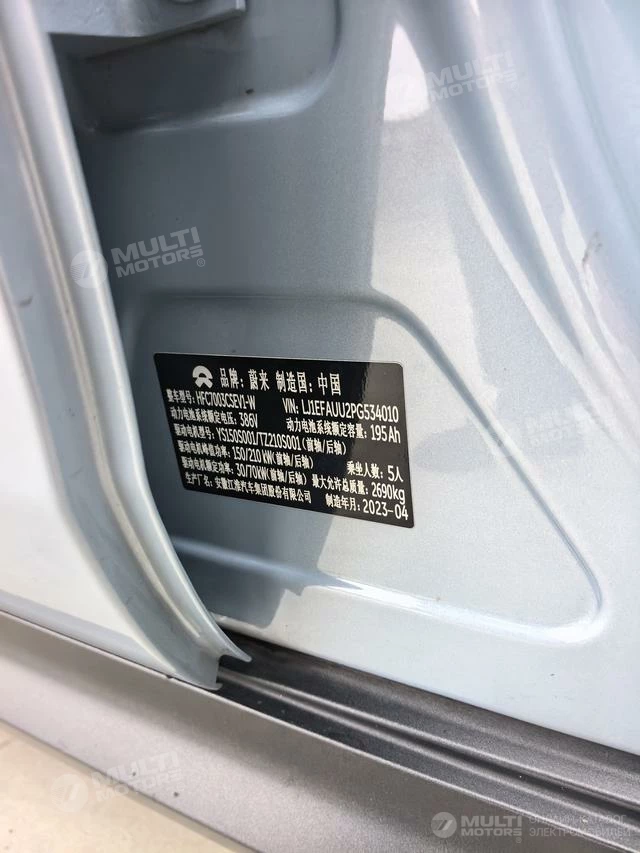 MULTI
MOTORS
MULTI
MOTORS®
品牌：蔚来 制造国：中国
整车型号：HFC7003CSEV1-W VIN：LJ1EFAUU2PG534010
动力电池系统额定电压：386V 动力电池系统额定容量：195Ah
驱动电机型号：YS150S001/TZ210S001（前轴/后轴）
驱动电机峰值功率：150/210kW（前轴/后轴） 乘坐人数：5人
驱动电机额定功率：30/70kW（前轴/后轴） 最大允许总质量：2690kg
生产厂名：安徽江淮汽车集团股份有限公司 制造年月：2023-04
MULTI
MOTORS
MULTI
MOTORS
ЭЛЕКТРОМОБИЛЕЙ